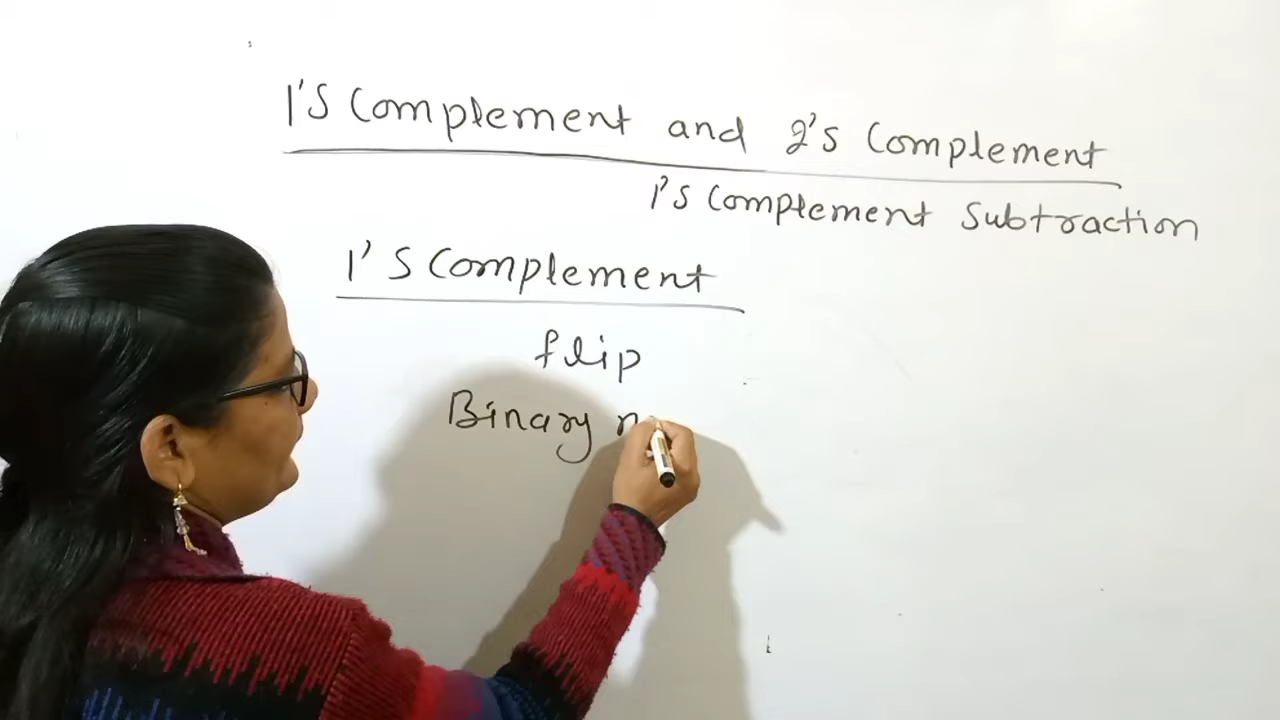 1's Complement and 2's Complement
1's Complement Subtraction
1's Complement
flip
Binary n